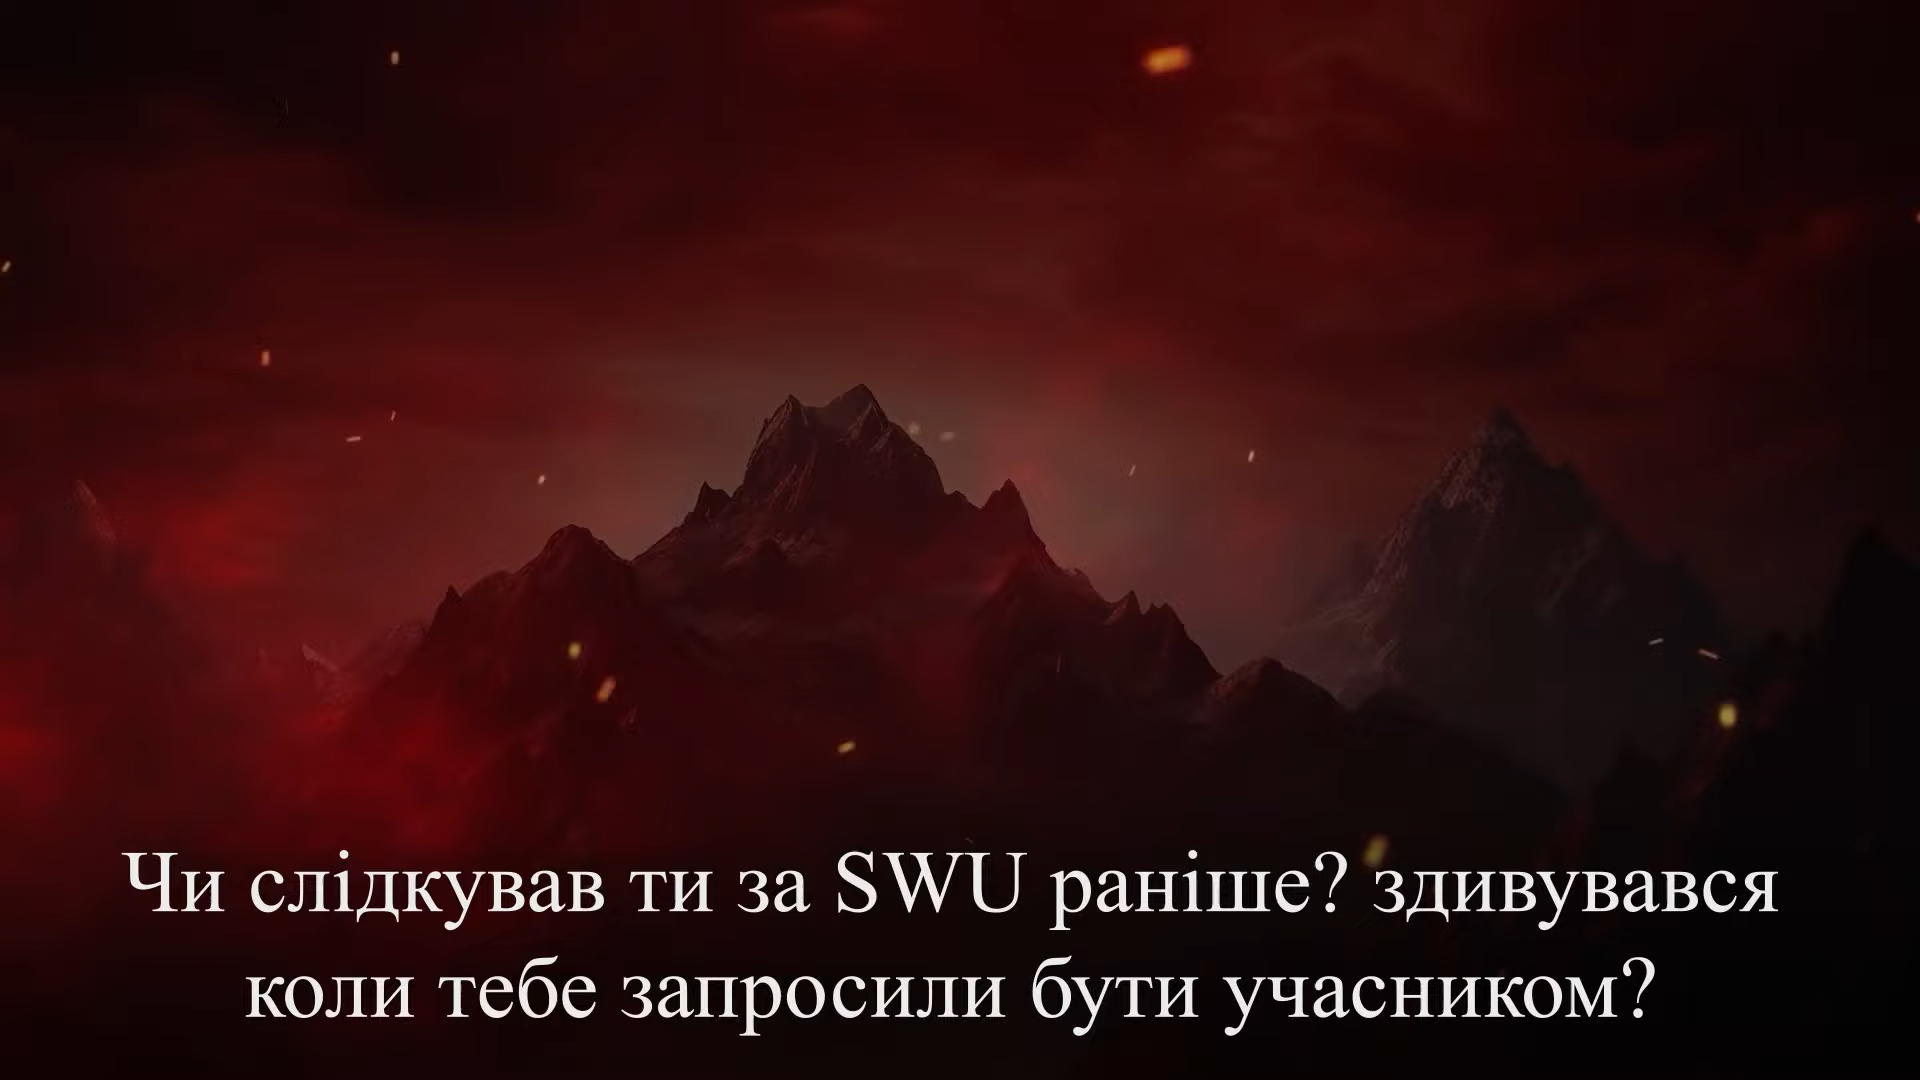 Чи слідкував ти за SWU раніше? здивувався
коли тебе запросили бути учасником?